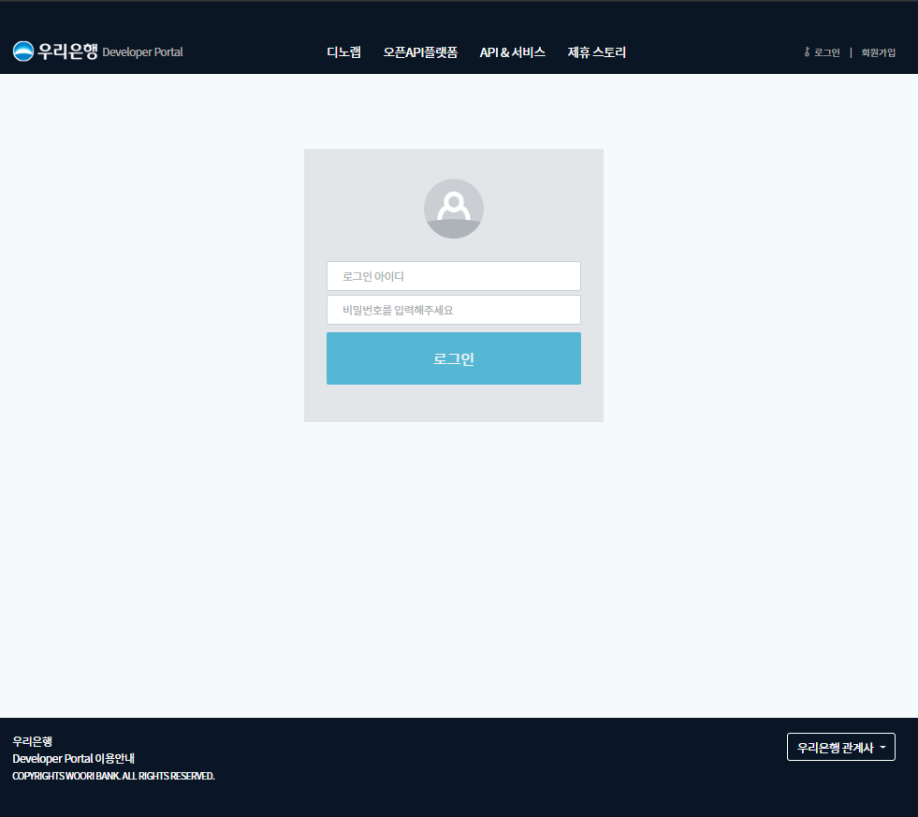 우리은행 Developer Portal
디노랩 오픈API플랫폼 API & 서비스 제휴 스토리
로그인 | 회원가입
로그인 아이디
비밀번호를 입력해주세요
로그인
우리은행
우리은행 관계사
Developer Portal 이용안내
COPYRIGHTS WOORI BANK. ALL RIGHTS RESERVED.